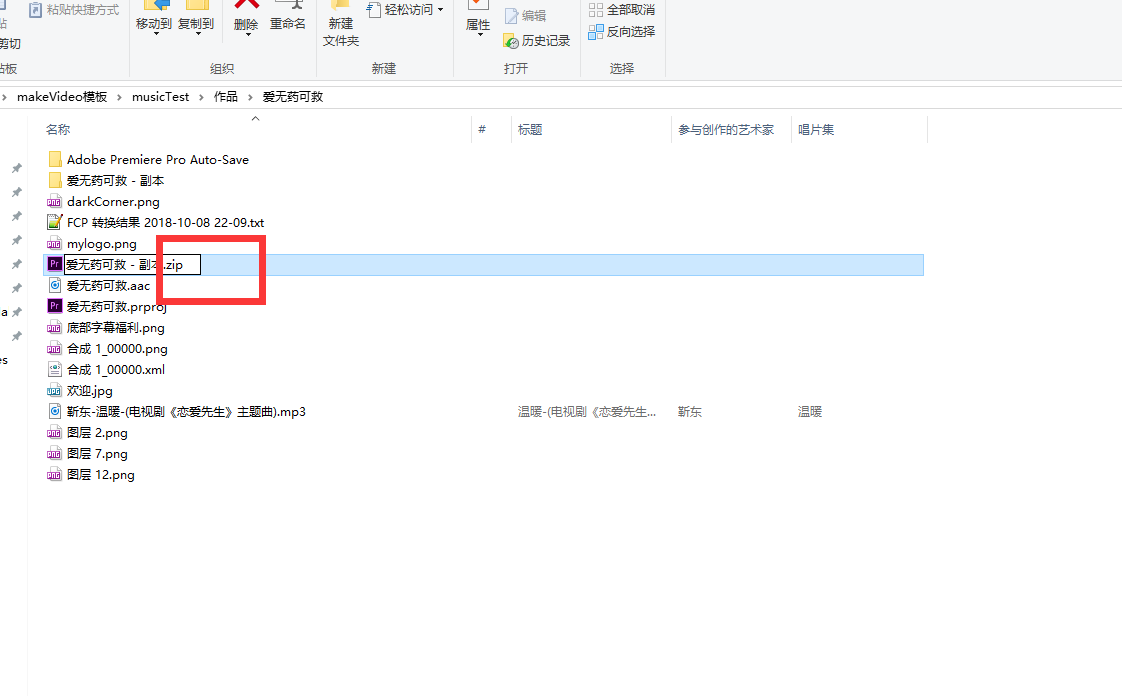 粘贴快捷方式
贴
剪切
贴板
移动到 复制到 删除 重命名
组织
新建
文件夹
轻松访问
新建
属性
编辑
历史记录
打开
全部取消
反向选择
选择
› makeVideo模板 › musicTest › 作品 › 爱无药可救
名称 # 标题 参与创作的艺术家 唱片集
Adobe Premiere Pro Auto-Save
爱无药可救 - 副本
darkCorner.png
FCP 转换结果 2018-10-08 22-09.txt
mylogo.png
爱无药可救 - 副本.zip
爱无药可救.aac
爱无药可救.prproj
底部字幕福利.png
合成 1_00000.png
合成 1_00000.xml
欢迎.jpg
靳东-温暖-(电视剧《恋爱先生》主题曲).mp3 温暖-(电视剧《恋爱先生... 靳东 温暖
图层 2.png
图层 7.png
图层 12.png
a
es